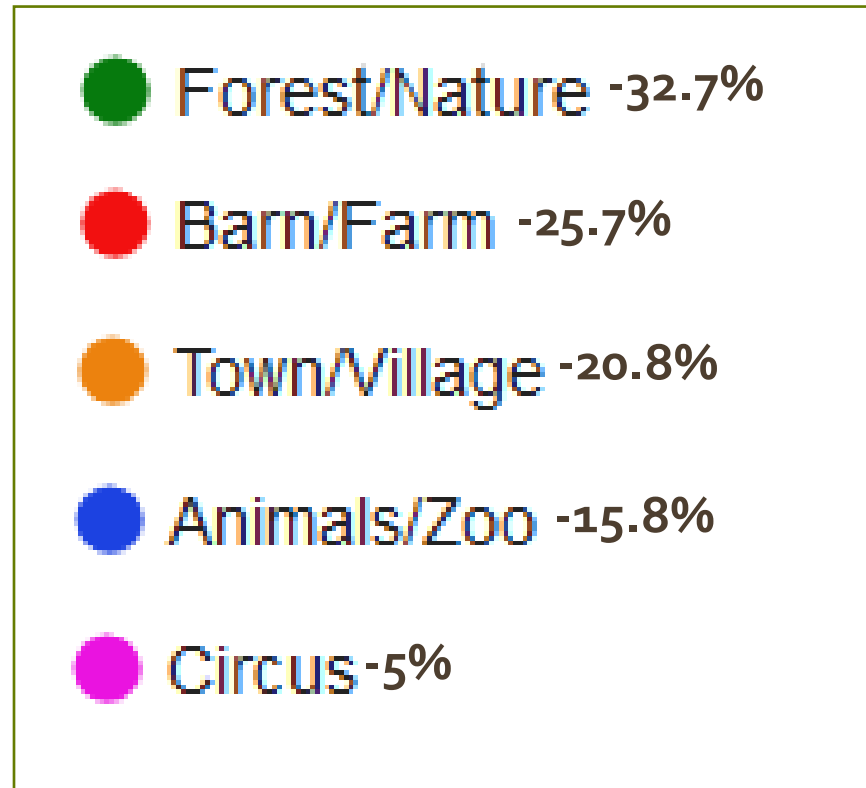 Forest/Nature -32.7%
Barn/Farm -25.7%
Town/Village -20.8%
Animals/Zoo -15.8%
Circus -5%